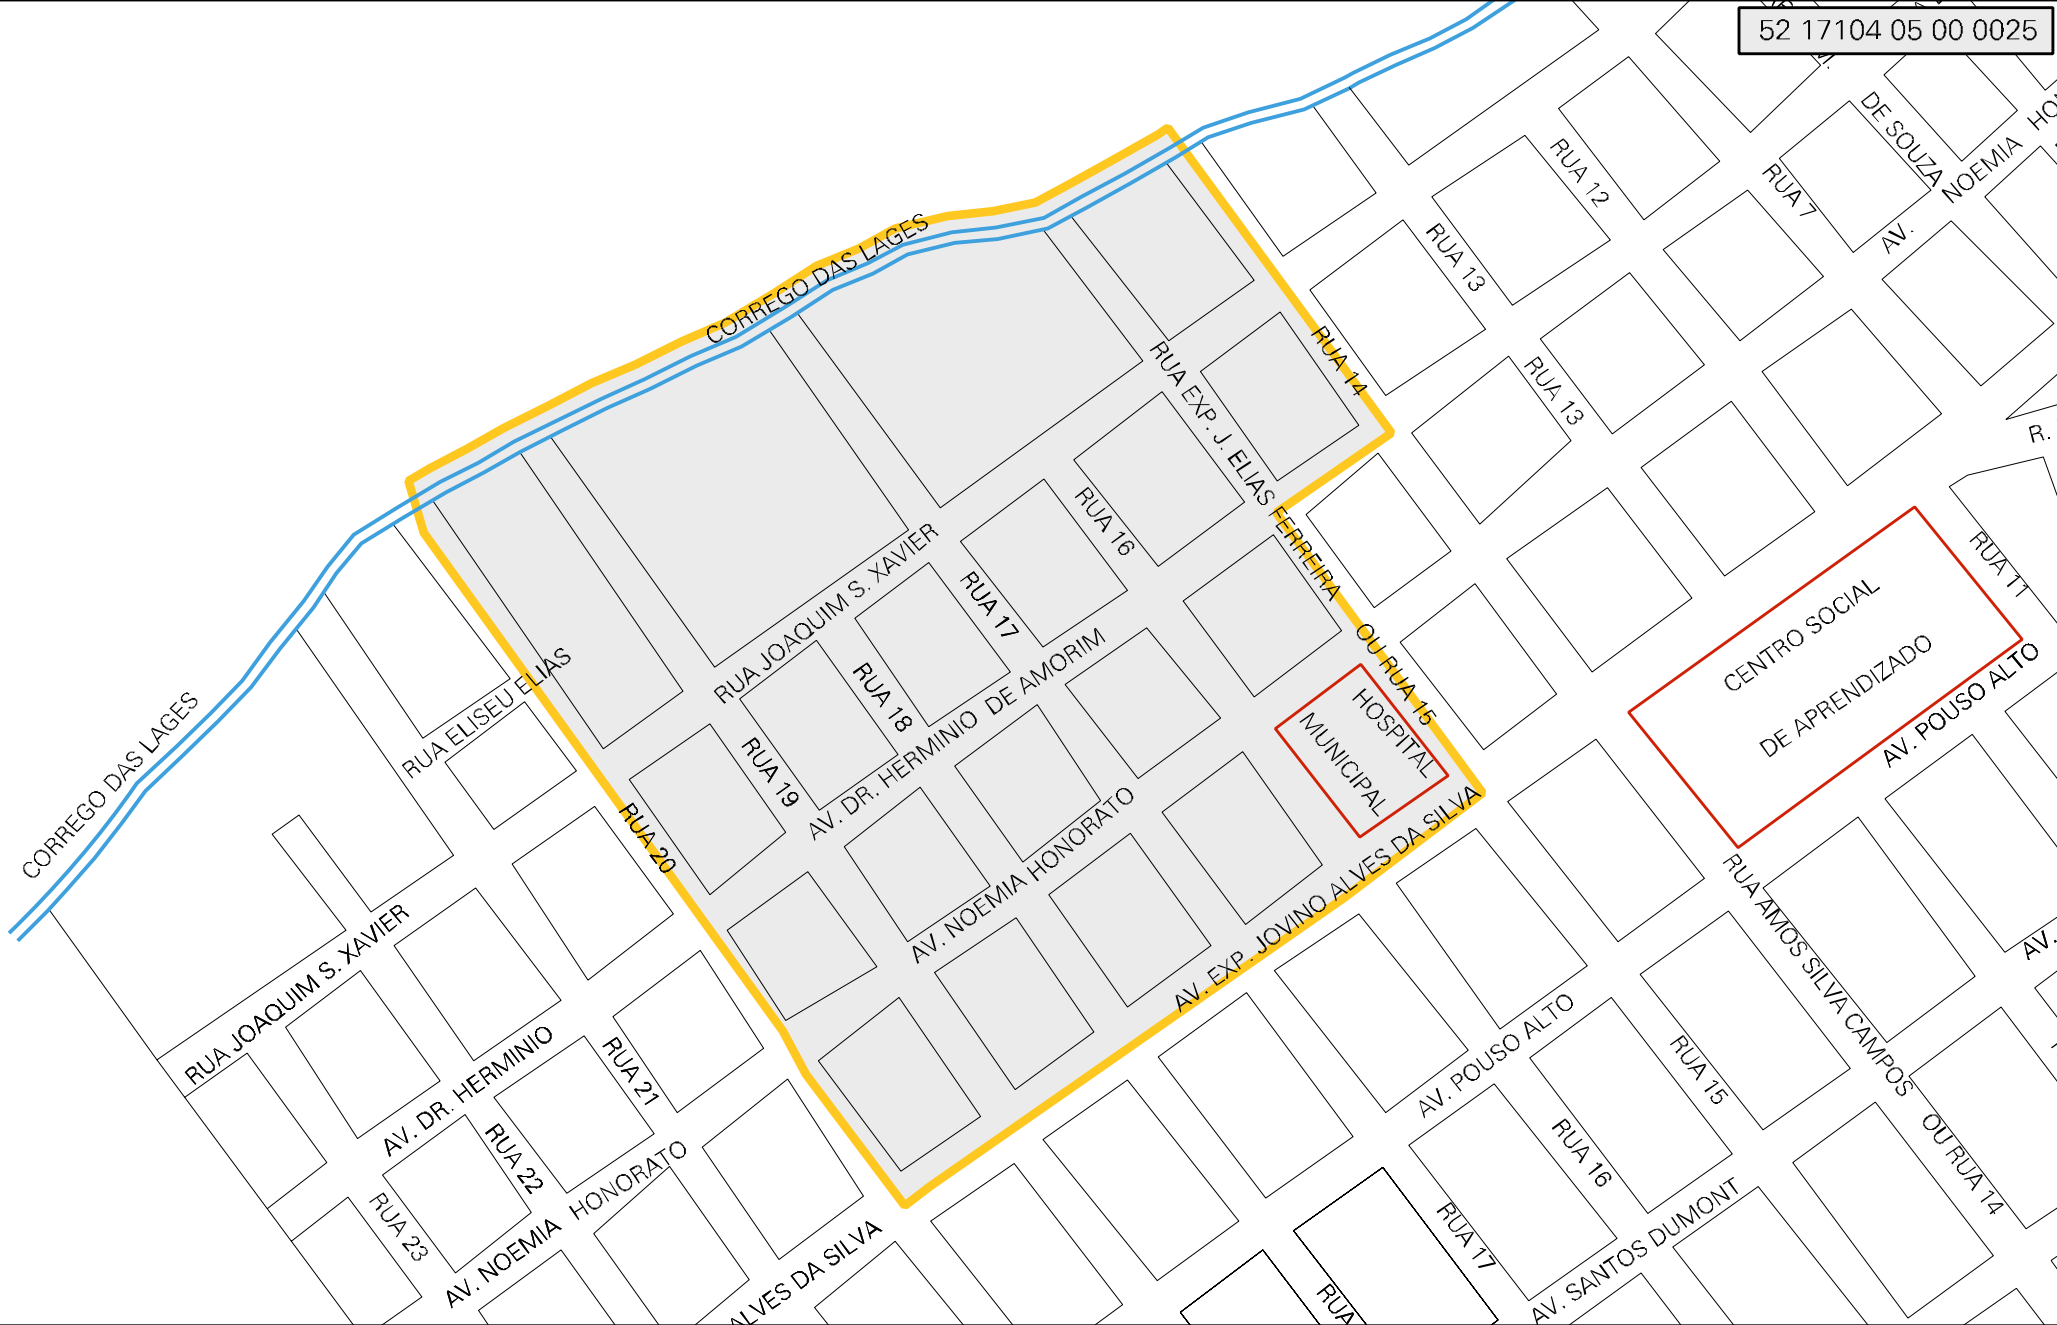 52 17104 05 00 0025
DE SOUZA
AV. NOEMIA
RUA 12
RUA 7
RUA 13
CORREGO DAS LAGES
RUA 14
RUA EXP. J. ELIAS FERREIRA OU RUA 15
RUA 13
R.
RUA 16
RUA JOAQUIM S. XAVIER
RUA 17
RUA 11
CENTRO SOCIAL
DE APRENDIZADO
RUA ELISEU ELIAS
RUA 18
AV. DR. HERMINIO DE AMORIM
HOSPITAL
MUNICIPAL
AV. POUSO ALTO
CORREGO DAS LAGES
RUA 19
RUA 20
AV. NOEMIA HONORATO
AV. EXP. JOVINO ALVES DA SILVA
RUA AMOS SILVA CAMPOS OU RUA 14
AV.
RUA JOAQUIM S. XAVIER
AV. DR. HERMINIO
RUA 21
AV. POUSO ALTO
RUA 15
RUA 22
RUA 16
AV. NOEMIA HONORATO
RUA 23
RUA 17
AV. SANTOS DUMONT
ALVES DA SILVA
RUA